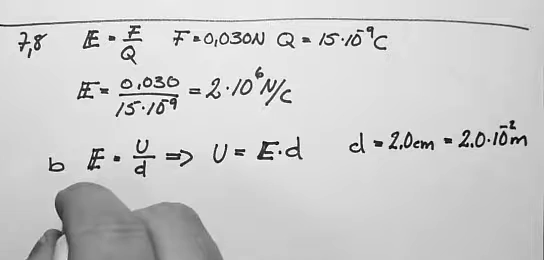 7,8 E = F/Q F = 0,030N Q = 15·10⁻⁹C
E = 0,030/15·10⁻⁹ = 2·10⁶ N/C
b E = U/d ⇒ U = E·d d = 2.0cm = 2.0·10⁻²m